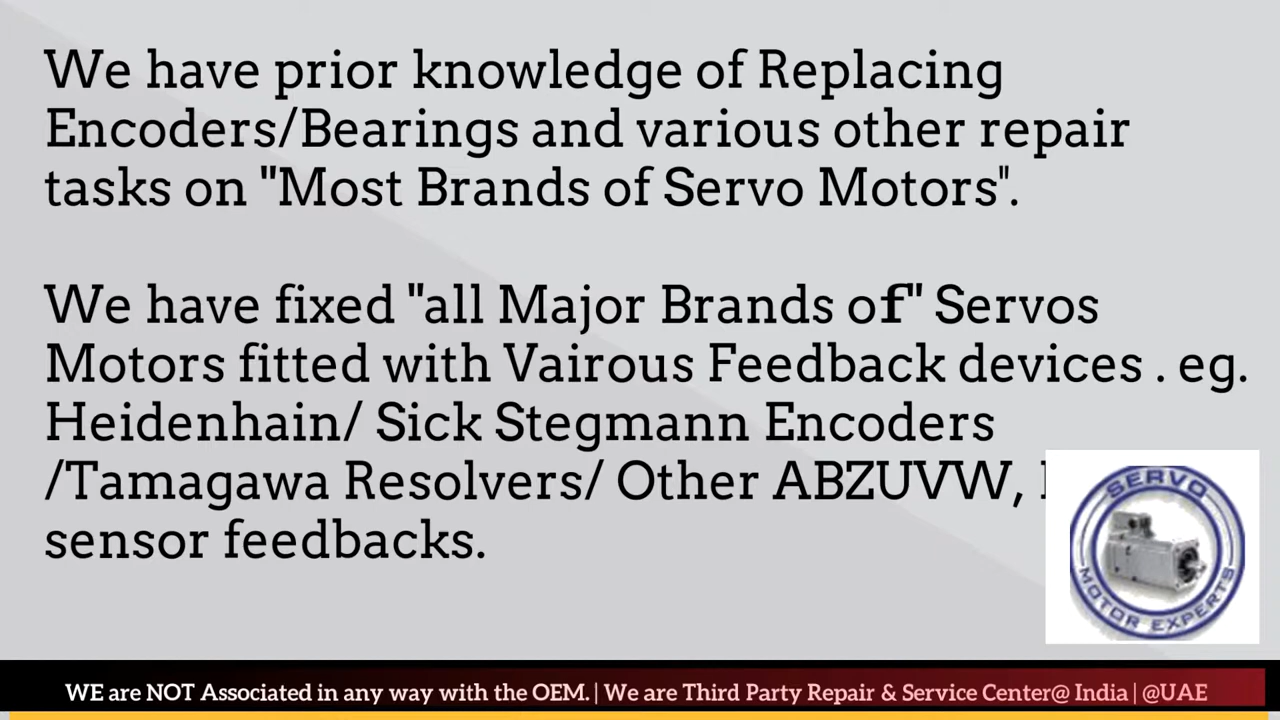 We have prior knowledge of Replacing
Encoders/Bearings and various other repair
tasks on "Most Brands of Servo Motors".
We have fixed "all Major Brands of" Servos
Motors fitted with Vairous Feedback devices . eg.
Heidenhain/ Sick Stegmann Encoders
/Tamagawa Resolvers/ Other ABZUVW,
sensor feedbacks.
SERVO
MOTOR EXPERTS
WE are NOT Associated in any way with the OEM. | We are Third Party Repair & Service Center@ India | @UAE